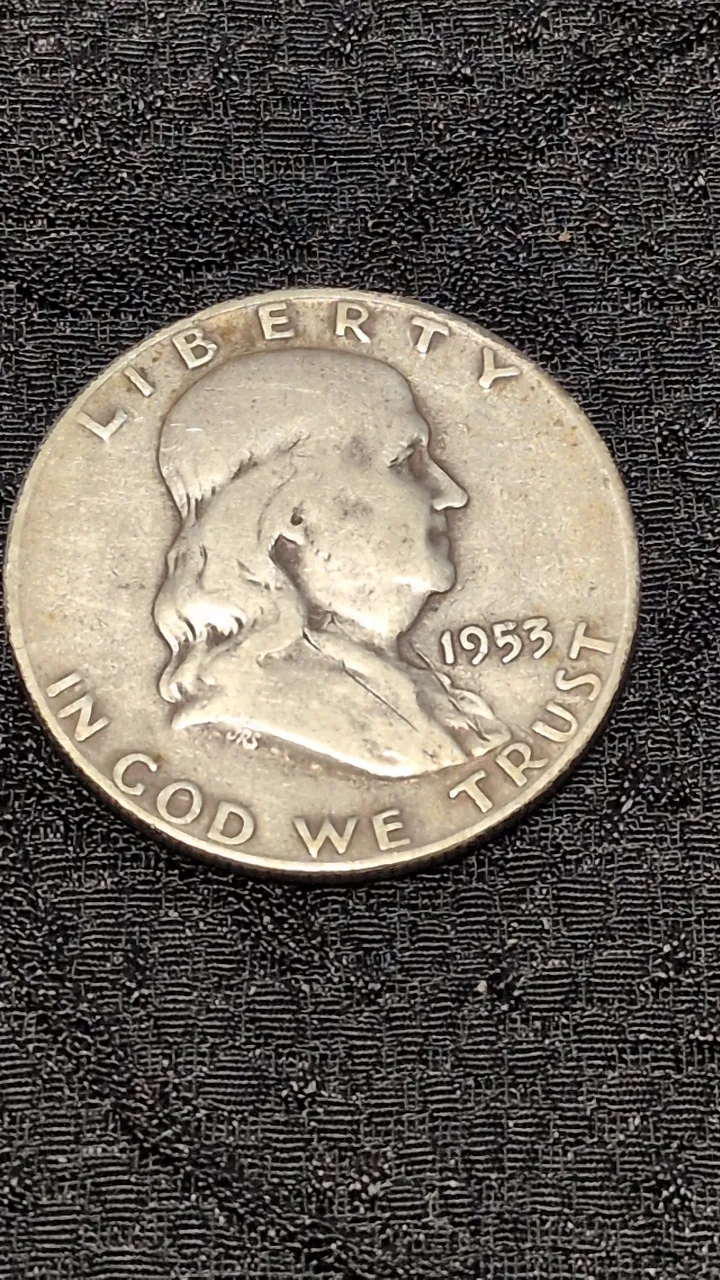 LIBERTY
1953
JRS
IN GOD WE TRUST